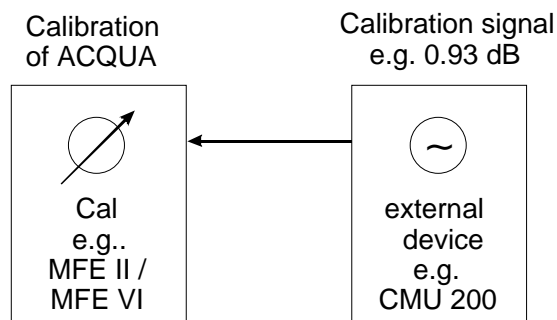 Calibration
of ACQUA
Calibration signal
e.g. 0.93 dB
Cal
e.g..
MFE II /
MFE VI
~
external
device
e.g.
CMU 200